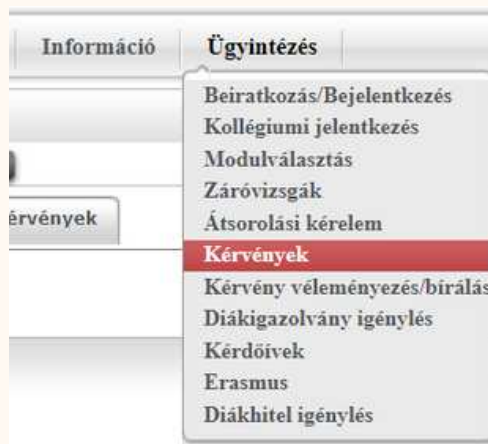 Információ Ügyintézés
Beiratkozás/Bejelentkezés
Kollégiumi jelentkezés
Modulválasztás
Záróvizsgák
érvények
Átsorolási kérelem
Kérvények
Kérvény véleményezés/bírálás
Diákigazolvány igénylés
Kérdőívek
Erasmus
Diákhitel igénylés